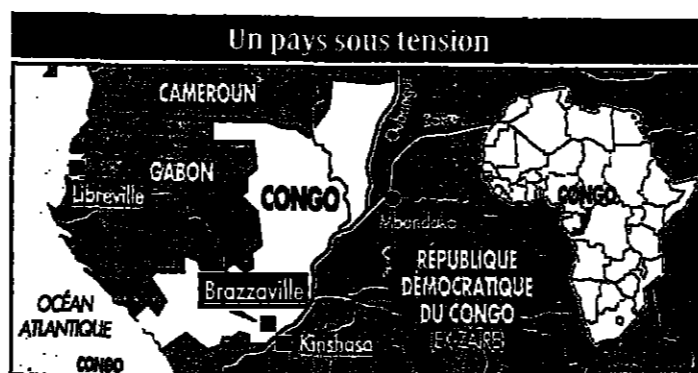 Un pays sous tension
CAMEROUN
GABON
Libreville
CONGO
Oubangui
Mbandaka
CONGO
RÉPUBLIQUE
DÉMOCRATIQUE
DU CONGO
(EX-ZAÏRE)
Brazzaville
OCÉAN
ATLANTIQUE
Kinshasa
CONGO